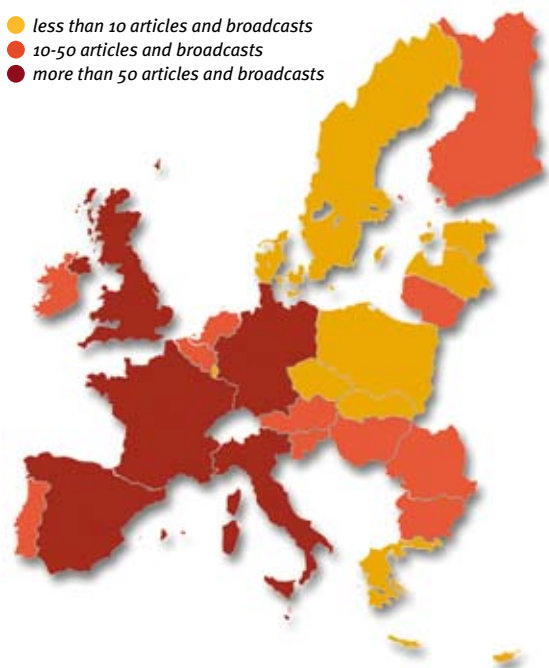 less than 10 articles and broadcasts
10-50 articles and broadcasts
more than 50 articles and broadcasts